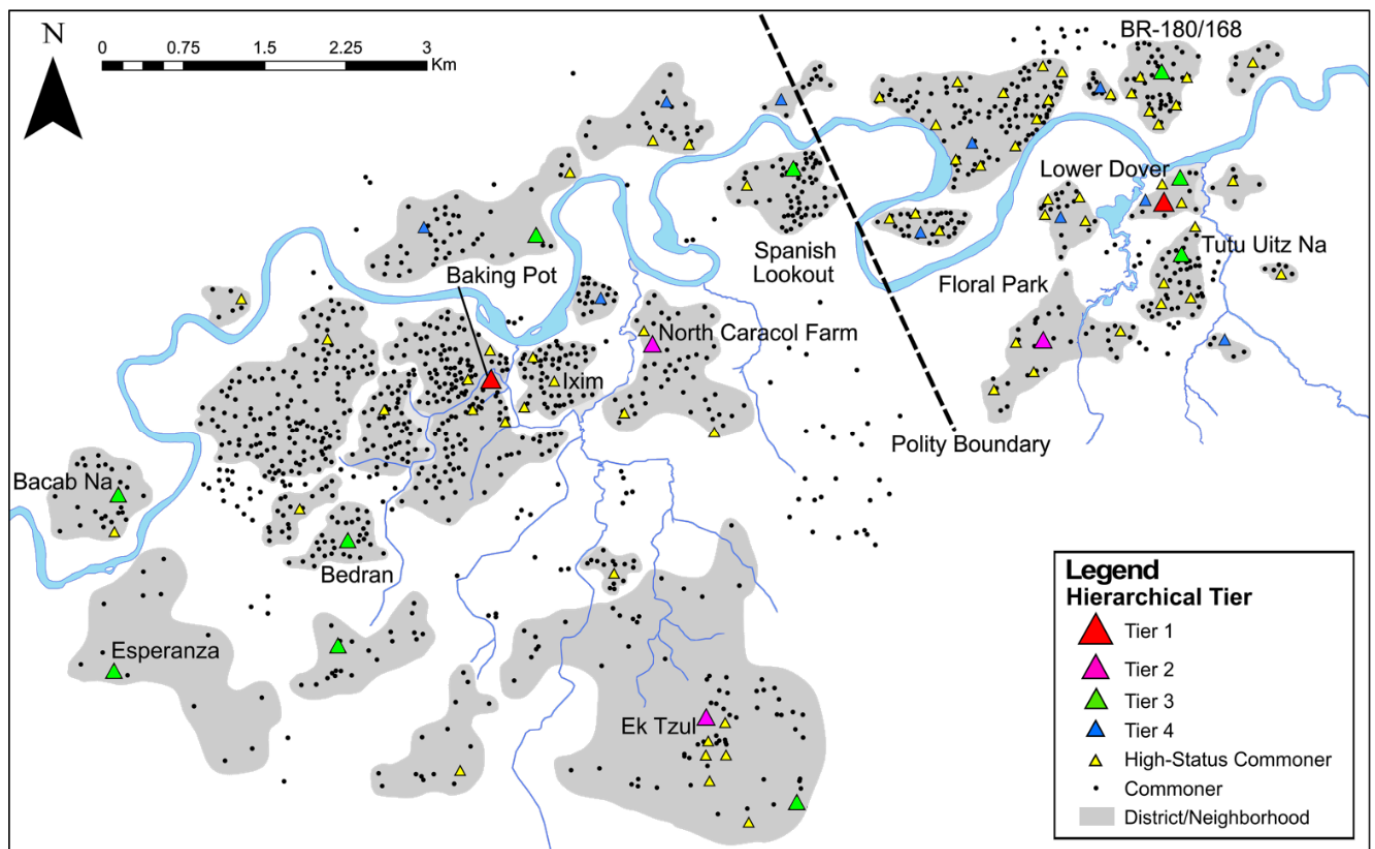 N
0 0.75 1.5 2.25 3
Km
BR-180/168
Lower Dover
Spanish
Lookout
Tutu Uitz Na
Baking Pot
Floral Park
North Caracol Farm
Ixim
Polity Boundary
Bacab Na
Bedran
Esperanza
Ek Tzul
Legend
Hierarchical Tier
Tier 1
Tier 2
Tier 3
Tier 4
High-Status Commoner
Commoner
District/Neighborhood